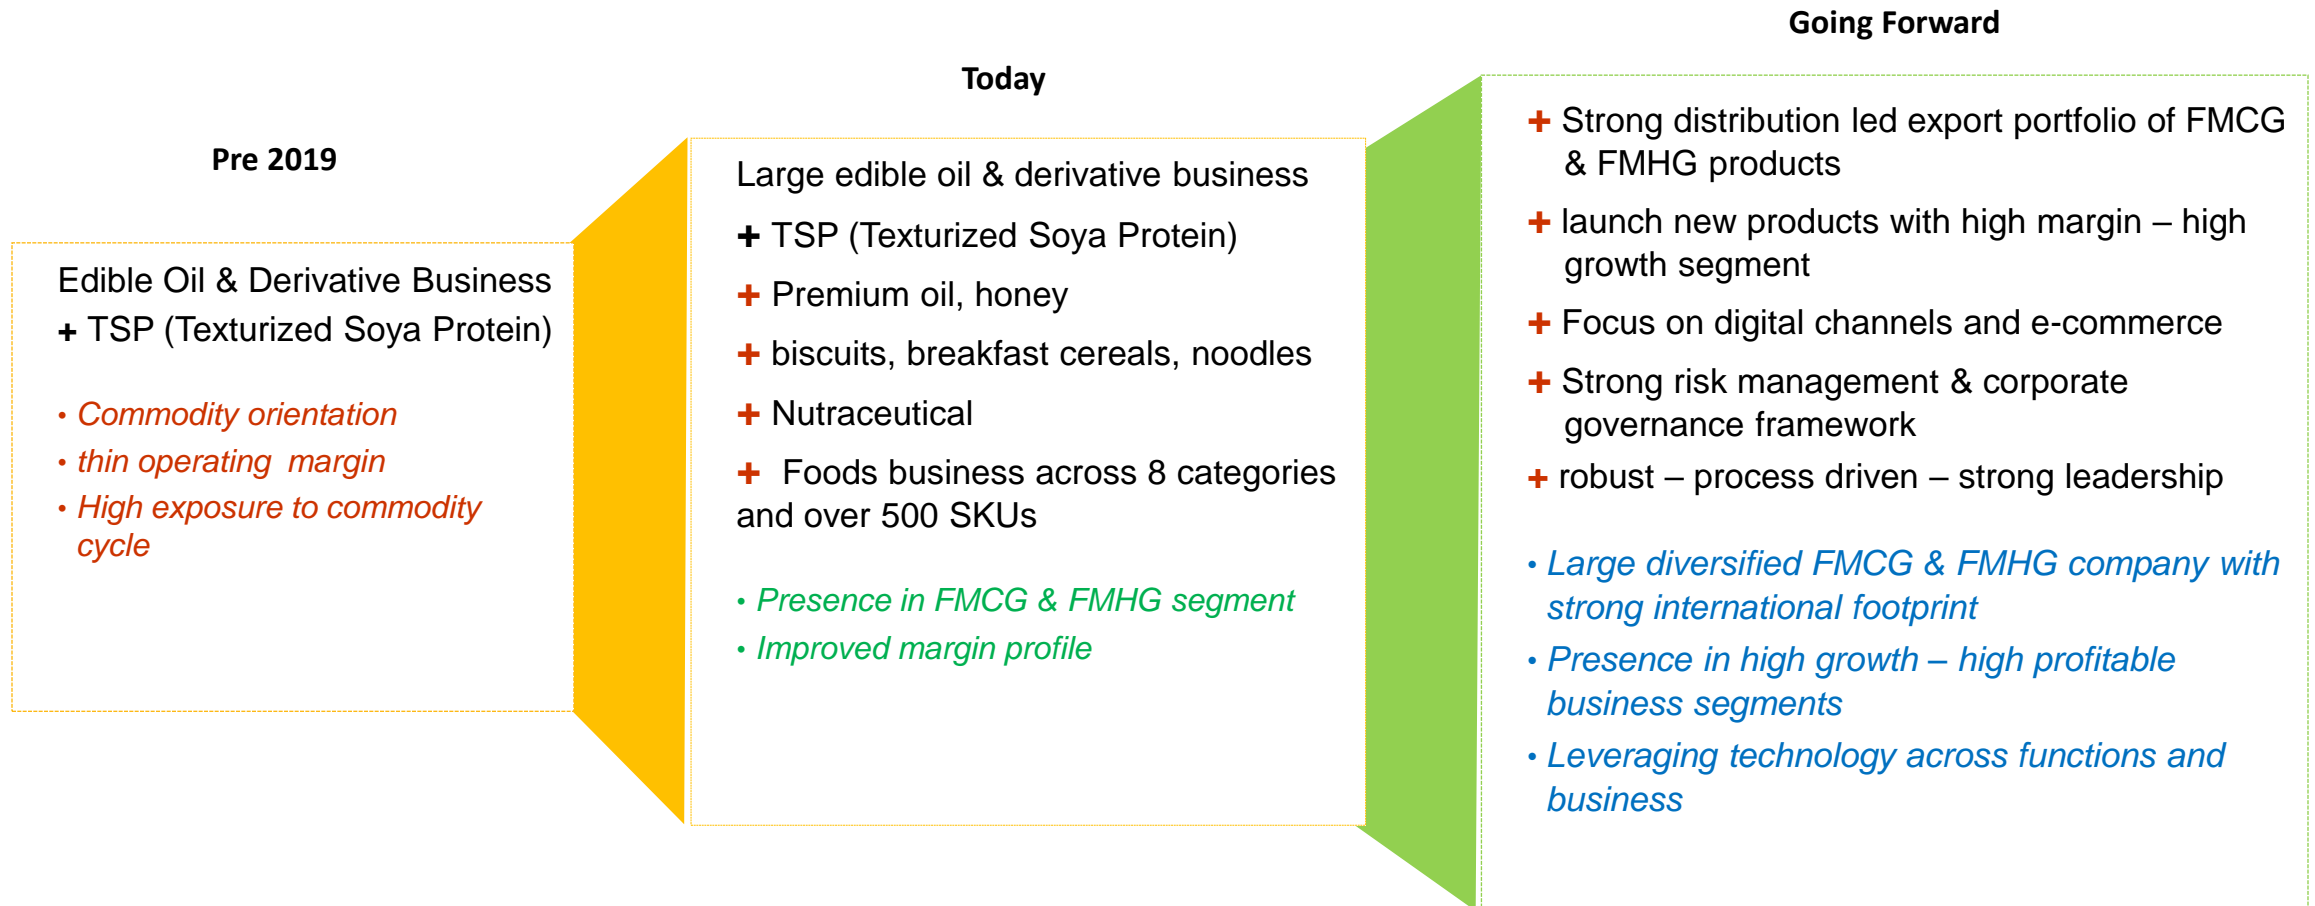 Pre 2019
Edible Oil & Derivative Business
+ TSP (Texturized Soya Protein)
• Commodity orientation
• thin operating margin
• High exposure to commodity
cycle
Today
Large edible oil & derivative business
+ TSP (Texturized Soya Protein)
+ Premium oil, honey
+ biscuits, breakfast cereals, noodles
+ Nutraceutical
+ Foods business across 8 categories
and over 500 SKUs
• Presence in FMCG & FMHG segment
• Improved margin profile
Going Forward
+ Strong distribution led export portfolio of FMCG
& FMHG products
+ launch new products with high margin – high
growth segment
+ Focus on digital channels and e-commerce
+ Strong risk management & corporate
governance framework
+ robust – process driven – strong leadership
• Large diversified FMCG & FMHG company with
strong international footprint
• Presence in high growth – high profitable
business segments
• Leveraging technology across functions and
business